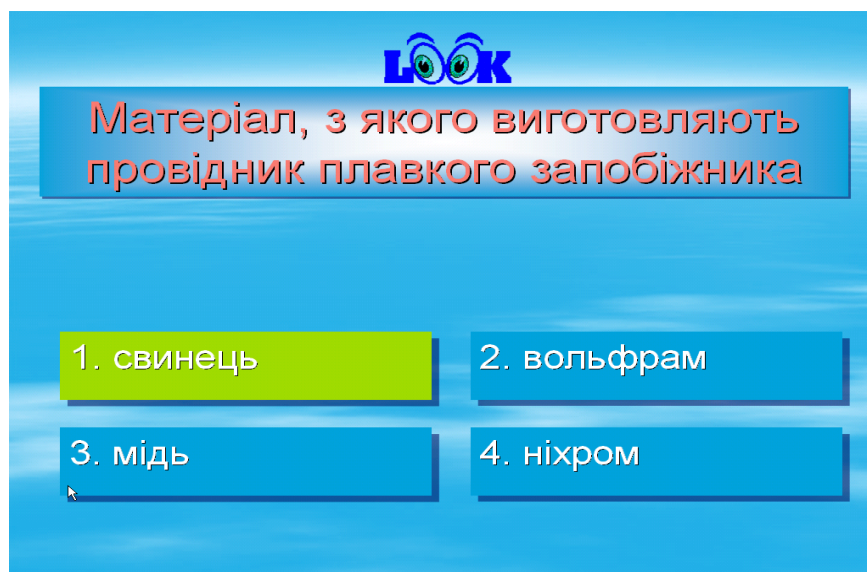 LOOK
Матеріал, з якого виготовляють
провідник плавкого запобіжника
1. свинець
2. вольфрам
3. мідь
4. ніхром